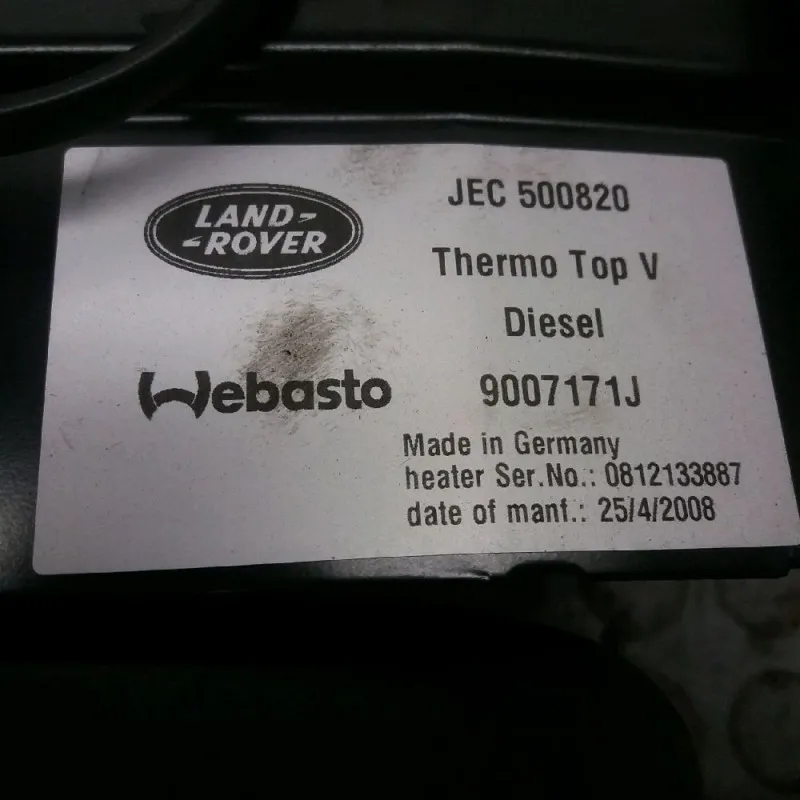 LAND-
-ROVER
JEC 500820
Thermo Top V
Diesel
Webasto
9007171J
Made in Germany
heater Ser.No.: 0812133887
date of manf.: 25/4/2008